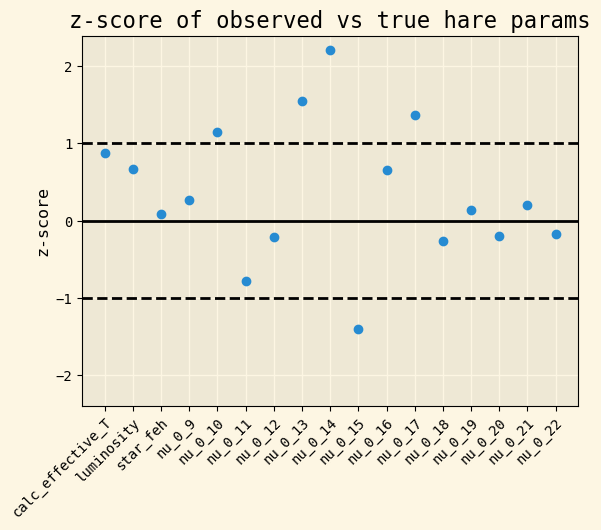 z-score of observed vs true hare params
z-score
2
1
0
−1
−2
calc_effective_T
luminosity
star_feh
nu_0_9
nu_0_10
nu_0_11
nu_0_12
nu_0_13
nu_0_14
nu_0_15
nu_0_16
nu_0_17
nu_0_18
nu_0_19
nu_0_20
nu_0_21
nu_0_22